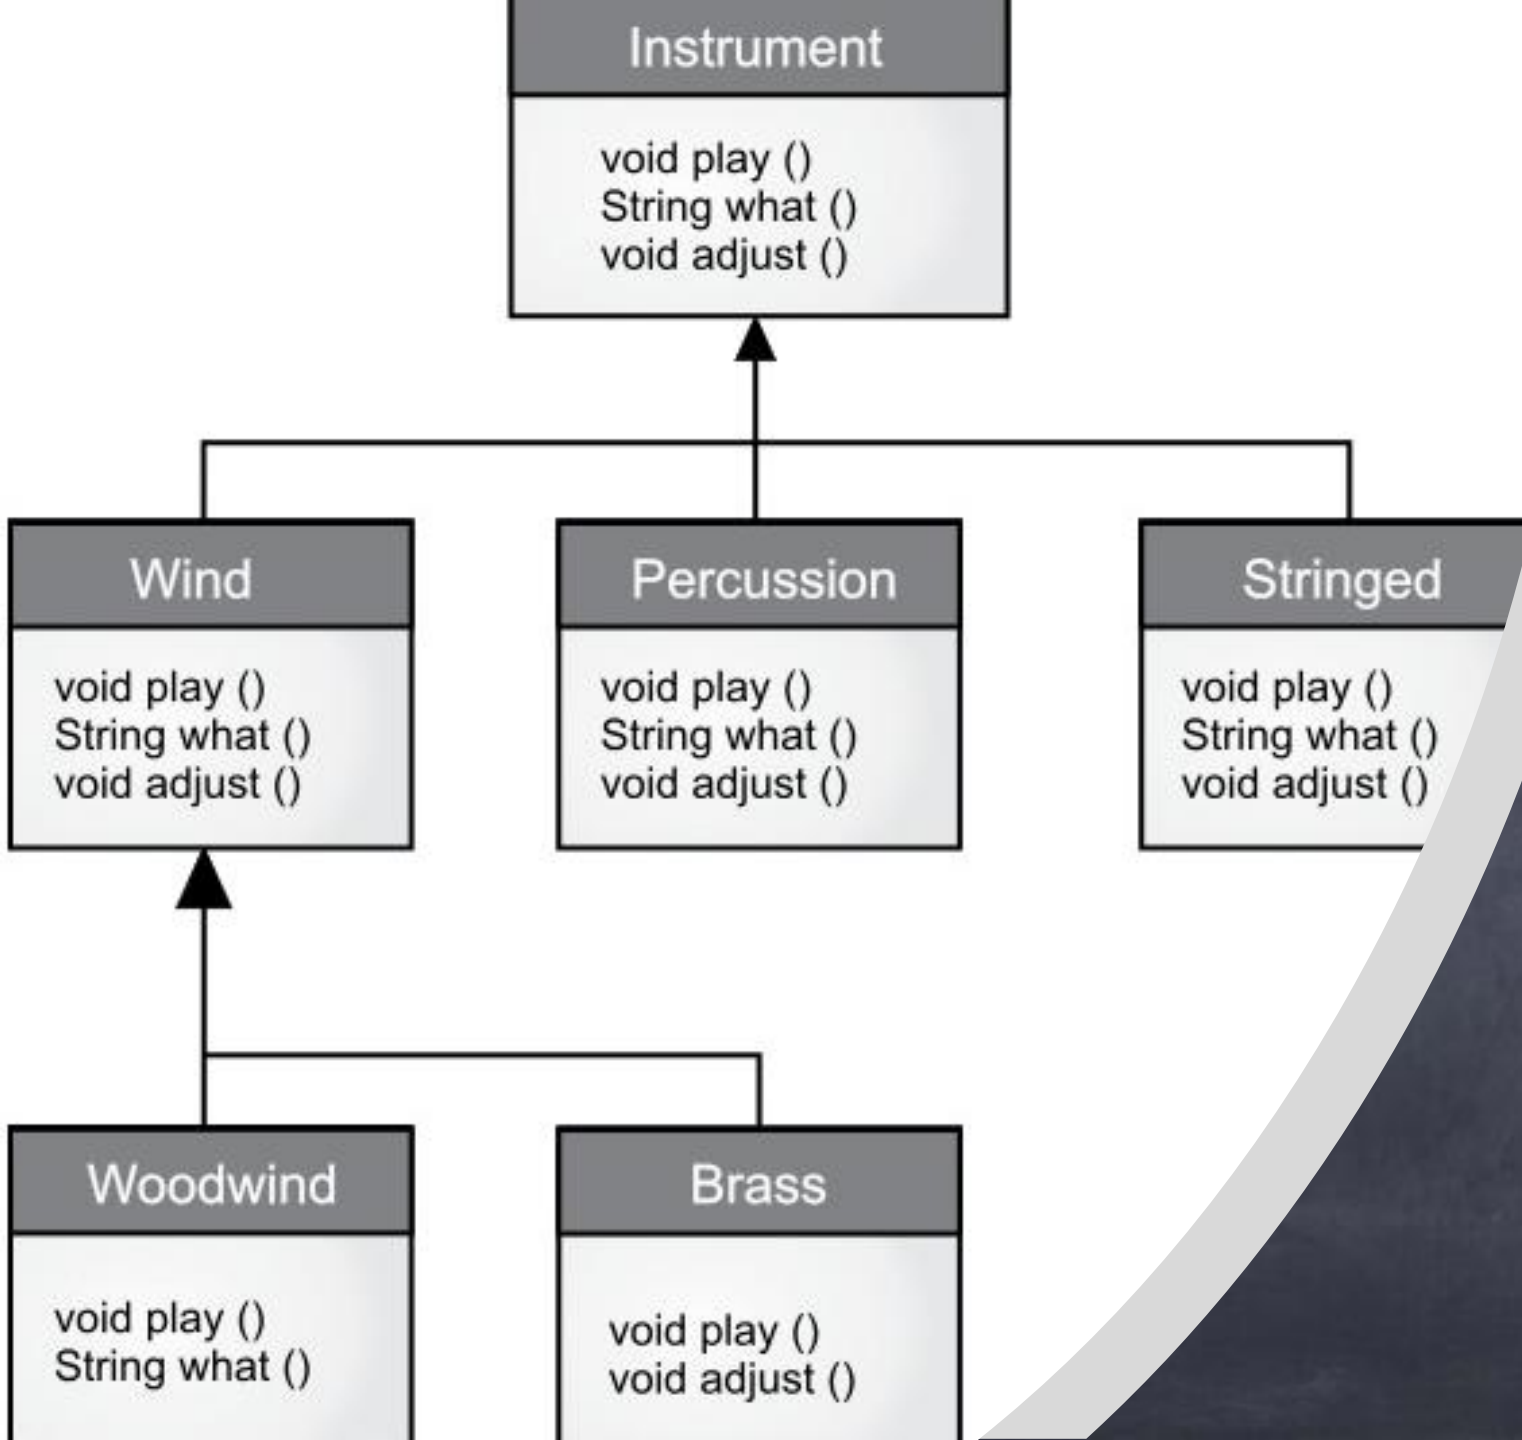 Instrument
void play ()
String what ()
void adjust ()
Wind
void play ()
String what ()
void adjust ()
Percussion
void play ()
String what ()
void adjust ()
Stringed
void play ()
String what ()
void adjust ()
Woodwind
void play ()
String what ()
Brass
void play ()
void adjust ()